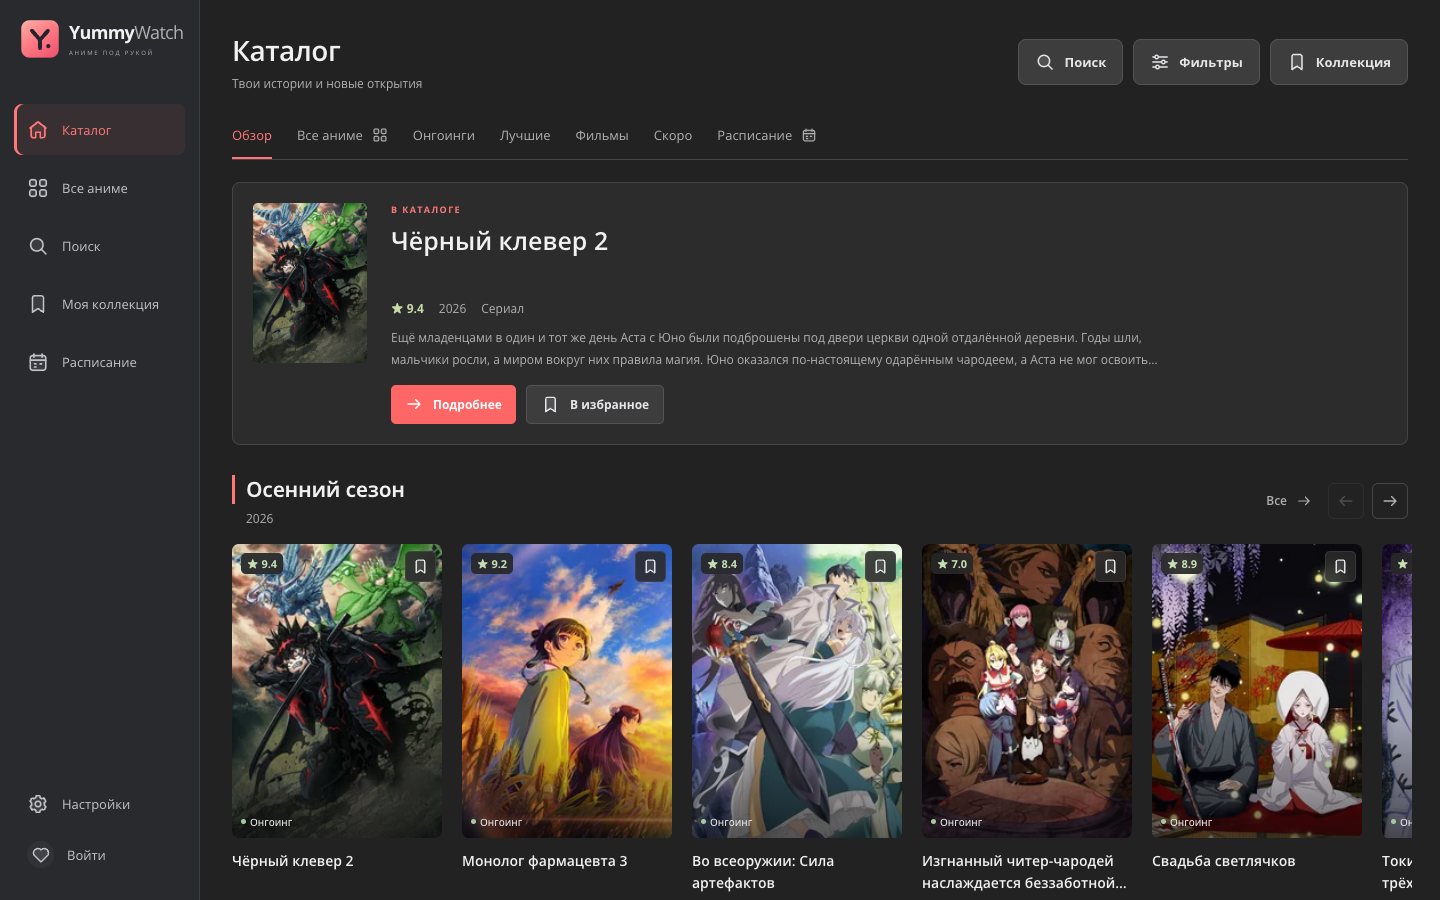 YummyWatch
АНИМЕ ПОД РУКОЙ
Каталог
Все аниме
Поиск
Моя коллекция
Расписание
Настройки
Войти
Каталог
Твои истории и новые открытия
Поиск
Фильтры
Коллекция
Обзор
Все аниме
Онгоинги
Лучшие
Фильмы
Скоро
Расписание
В КАТАЛОГЕ
Чёрный клевер 2
9.4 2026 Сериал
Ещё младенцами в один и тот же день Аста с Юно были подброшены под двери церкви одной отдалённой деревни. Годы шли,
мальчики росли, а миром вокруг них правила магия. Юно оказался по-настоящему одарённым чародеем, а Аста не мог освоить...
Подробнее
В избранное
Осенний сезон
2026
Все
9.4
Онгоинг
Чёрный клевер 2
9.2
Онгоинг
Монолог фармацевта 3
8.4
Онгоинг
Во всеоружии: Сила
артефактов
7.0
Онгоинг
Изгнанный читер-чародей
наслаждается беззаботной...
8.9
Онгоинг
Свадьба светлячков